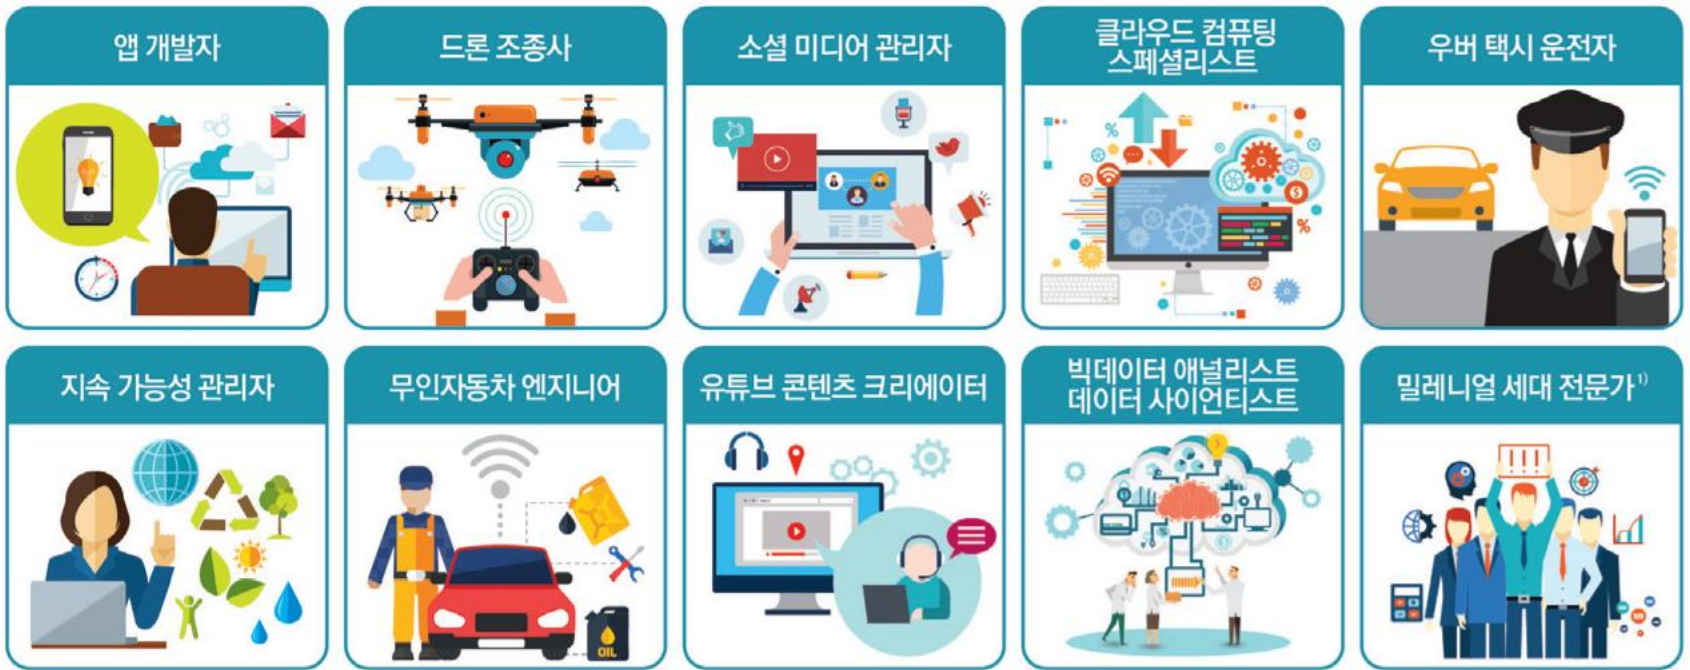 앱 개발자
드론 조종사
소셜 미디어 관리자
클라우드 컴퓨팅
스페셜리스트
우버 택시 운전자
%
$
%
지속 가능성 관리자
무인자동차 엔지니어
유튜브 콘텐츠 크리에이터
빅데이터 애널리스트
데이터 사이언티스트
밀레니얼 세대 전문가¹⁾
OIL